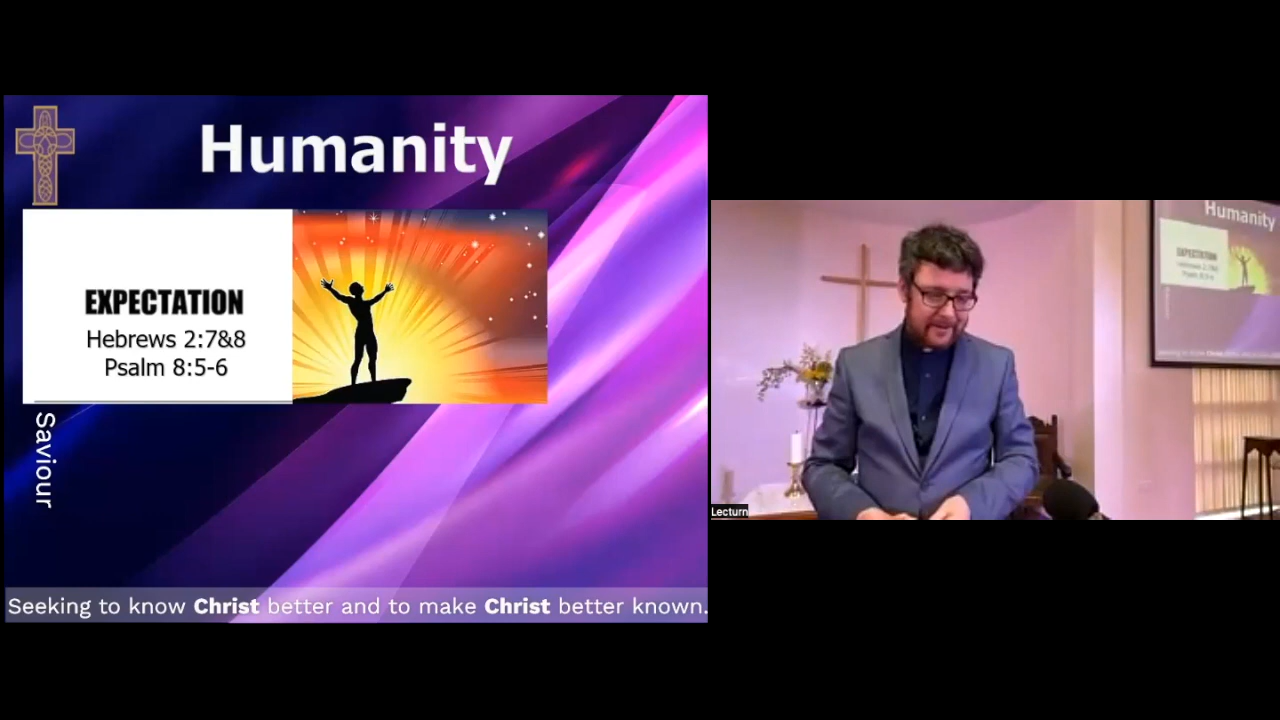 Humanity
EXPECTATION
Hebrews 2:7&8
Psalm 8:5-6
Saviour
Seeking to know Christ better and to make Christ better known.
Humanity
EXPECTATION
Lecturn